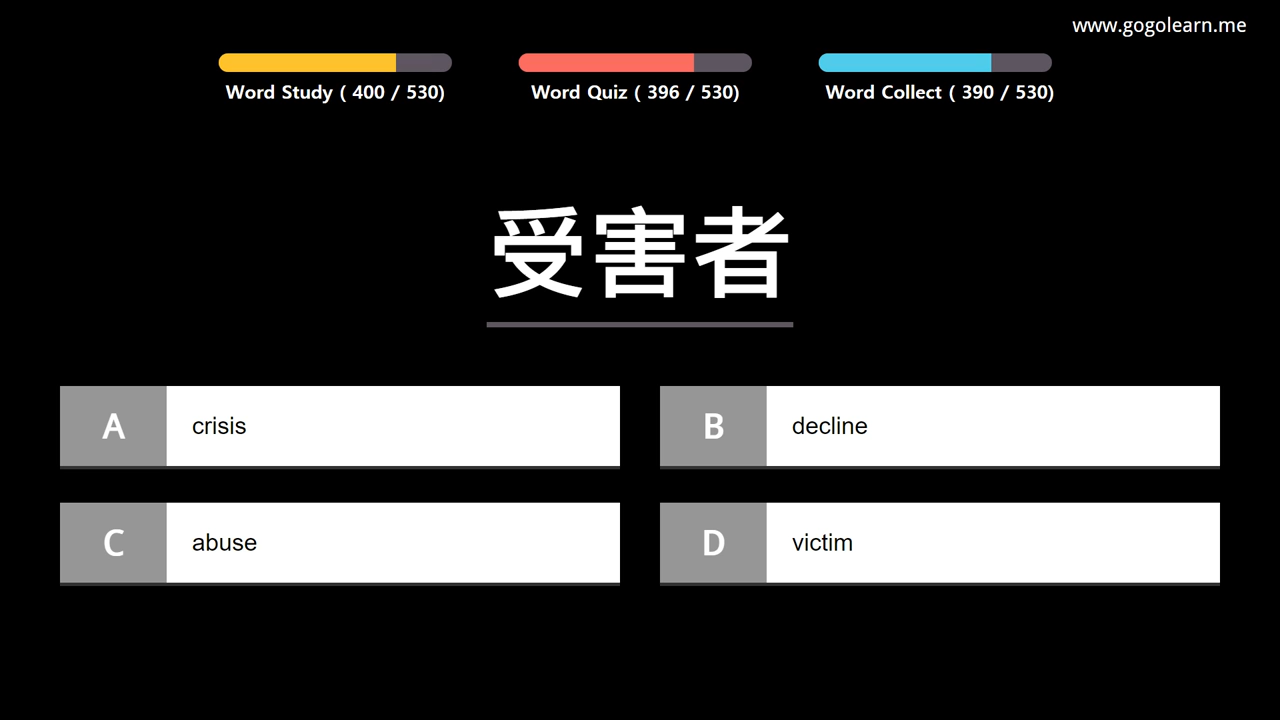 www.gogolearn.me
Word Study ( 400 / 530)
Word Quiz ( 396 / 530)
Word Collect ( 390 / 530)
受害者
A crisis
B decline
C abuse
D victim